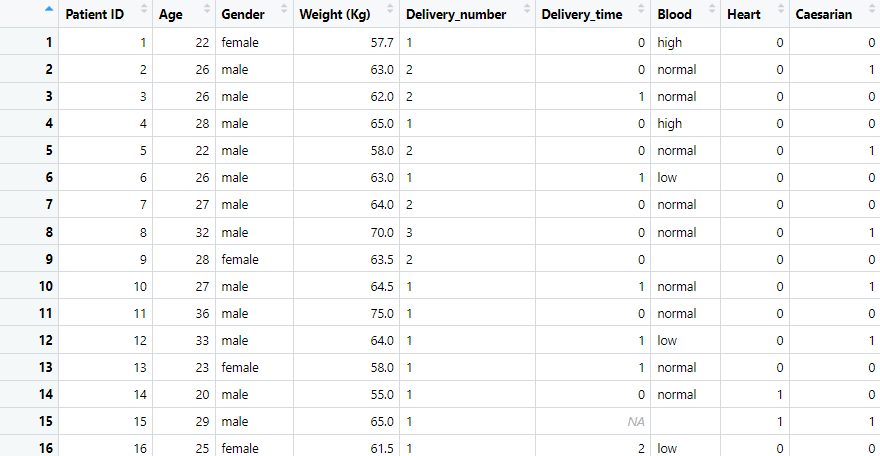 Patient ID Age Gender Weight (Kg) Delivery_number Delivery_time Blood Heart Caesarian
1 1 22 female 57.7 1 0 high 0 0
2 2 26 male 63.0 2 0 normal 0 1
3 3 26 male 62.0 2 1 normal 0 0
4 4 28 male 65.0 1 0 high 0 0
5 5 22 male 58.0 2 0 normal 0 1
6 6 26 male 63.0 1 1 low 0 0
7 7 27 male 64.0 2 0 normal 0 0
8 8 32 male 70.0 3 0 normal 0 1
9 9 28 female 63.5 2 0 0 0
10 10 27 male 64.5 1 1 normal 0 1
11 11 36 male 75.0 1 0 normal 0 0
12 12 33 male 64.0 1 1 low 0 1
13 13 23 female 58.0 1 1 normal 0 0
14 14 20 male 55.0 1 0 normal 1 0
15 15 29 male 65.0 1 NA 1 1
16 16 25 female 61.5 1 2 low 0 0